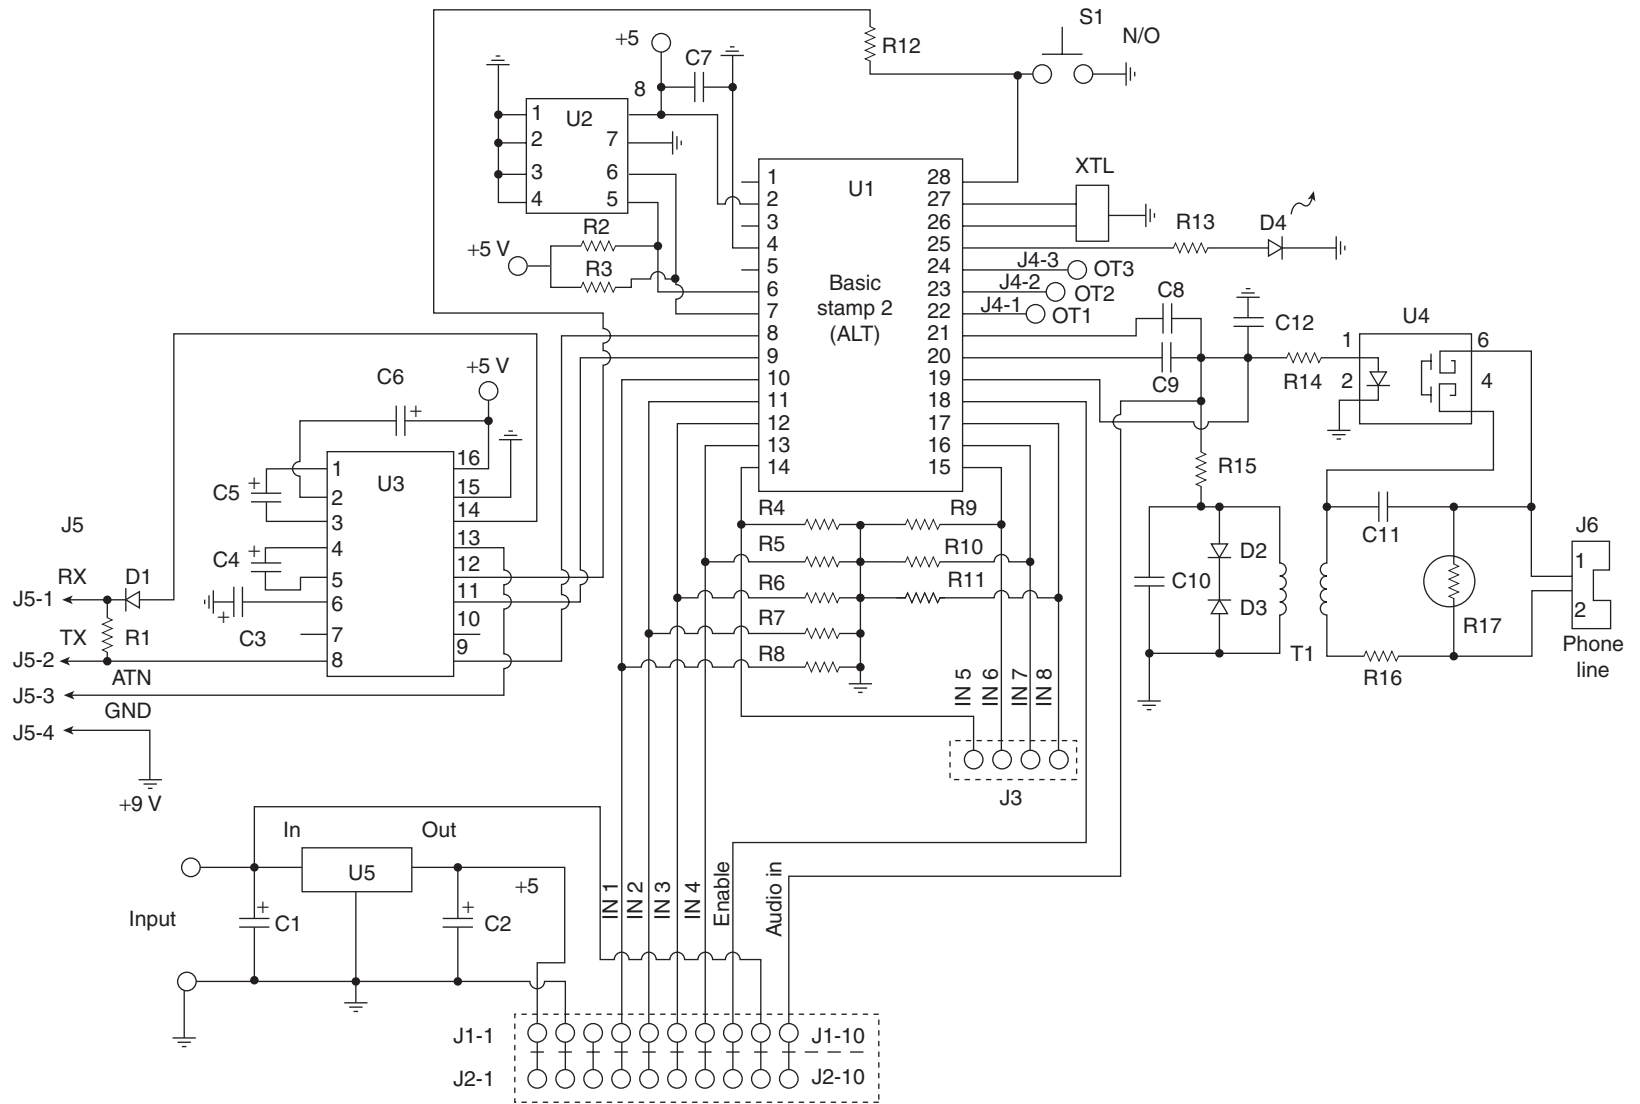 S1
N/O
+5
C7
R12
8
1
2
3
4
U2
7
6
5
XTL
R2
R3
+5 V
U1
Basic
stamp 2
(ALT)
1
2
3
4
5
6
7
8
9
10
11
12
13
14
28
27
26
25
24
23
22
21
20
19
18
17
16
15
R13
D4
J4-3
OT3
J4-2
OT2
J4-1
OT1
C8
C9
C12
R14
U4
1
2
6
4
R15
C6
+5 V
+
U3
1
2
3
4
5
6
7
8
16
15
14
13
12
11
10
9
C5
+
C4
+
C3
+
J5
RX
D1
J5-1
TX
R1
J5-2
ATN
J5-3
GND
J5-4
+9 V
R4
R5
R6
R7
R8
R9
R10
R11
C10
D2
D3
T1
C11
R17
R16
J6
1
2
Phone
line
IN 5
IN 6
IN 7
IN 8
J3
In
Out
U5
+5
Input
+
C1
+
C2
IN 1
IN 2
IN 3
IN 4
Enable
Audio in
J1-1
J1-10
J2-1
J2-10